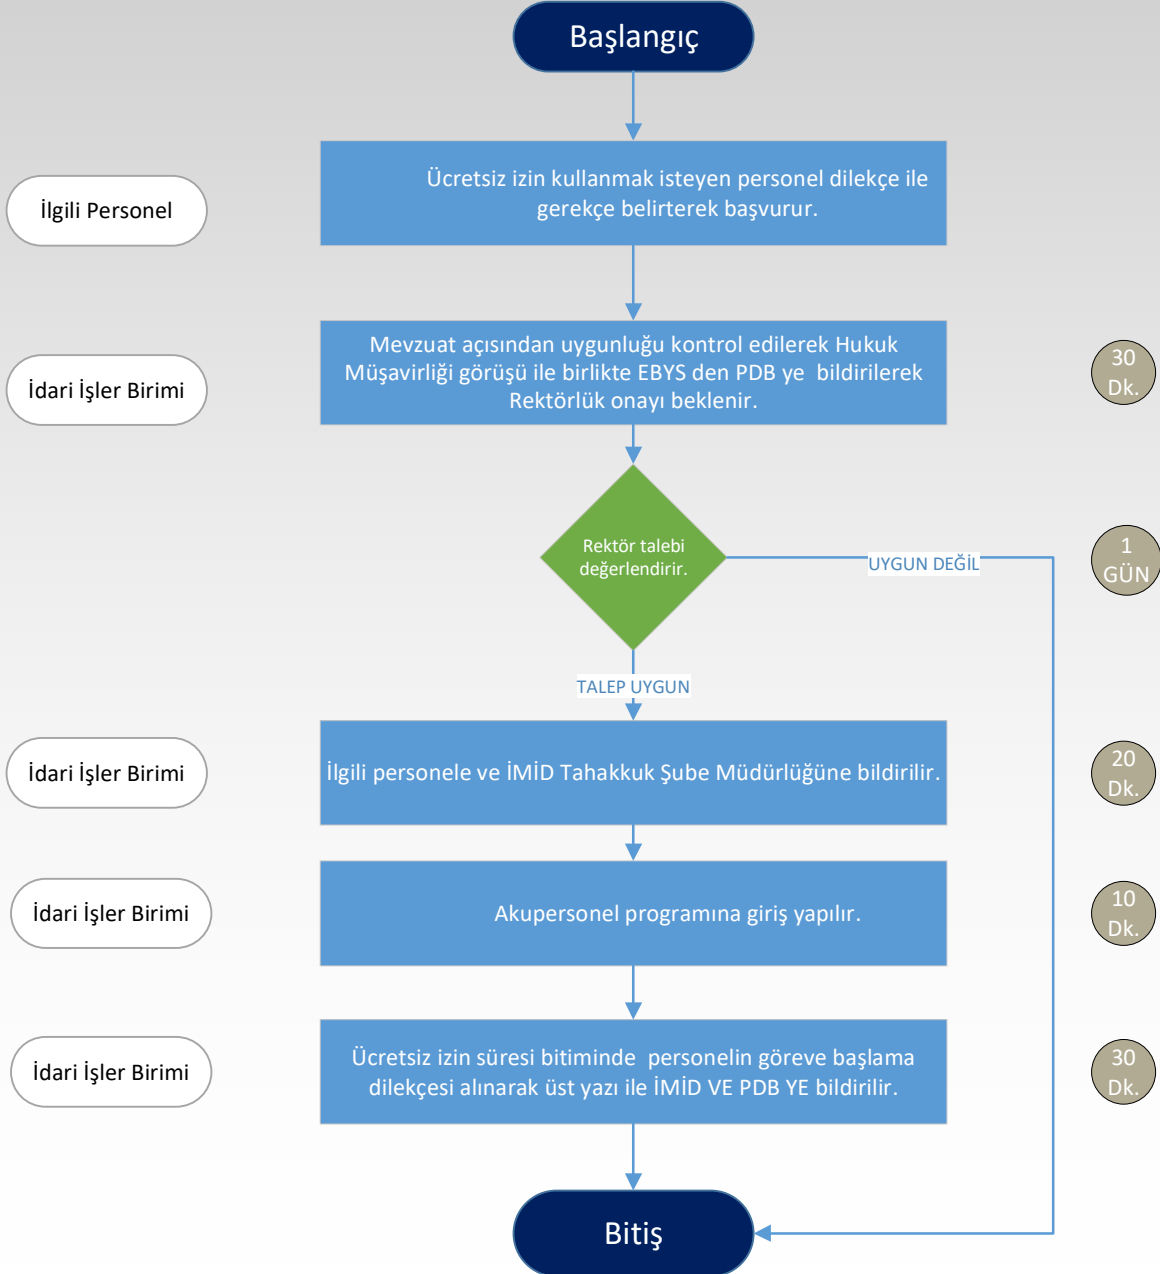 Başlangıç
Ücretsiz izin kullanmak isteyen personel dilekçe ile
gerekçe belirterek başvurur.
İlgili Personel
Mevzuat açısından uygunluğu kontrol edilerek Hukuk
Müşavirliği görüşü ile birlikte EBYS den PDB ye  bildirilerek
Rektörlük onayı beklenir.
İdari İşler Birimi
30
Dk.
Rektör talebi
değerlendirir.
UYGUN DEĞİL
1
GÜN
TALEP UYGUN
İdari İşler Birimi
İlgili personele ve İMİD Tahakkuk Şube Müdürlüğüne bildirilir.
20
Dk.
İdari İşler Birimi
Akupersonel programına giriş yapılır.
10
Dk.
İdari İşler Birimi
Ücretsiz izin süresi bitiminde  personelin göreve başlama
dilekçesi alınarak üst yazı ile İMİD VE PDB YE bildirilir.
30
Dk.
Bitiş